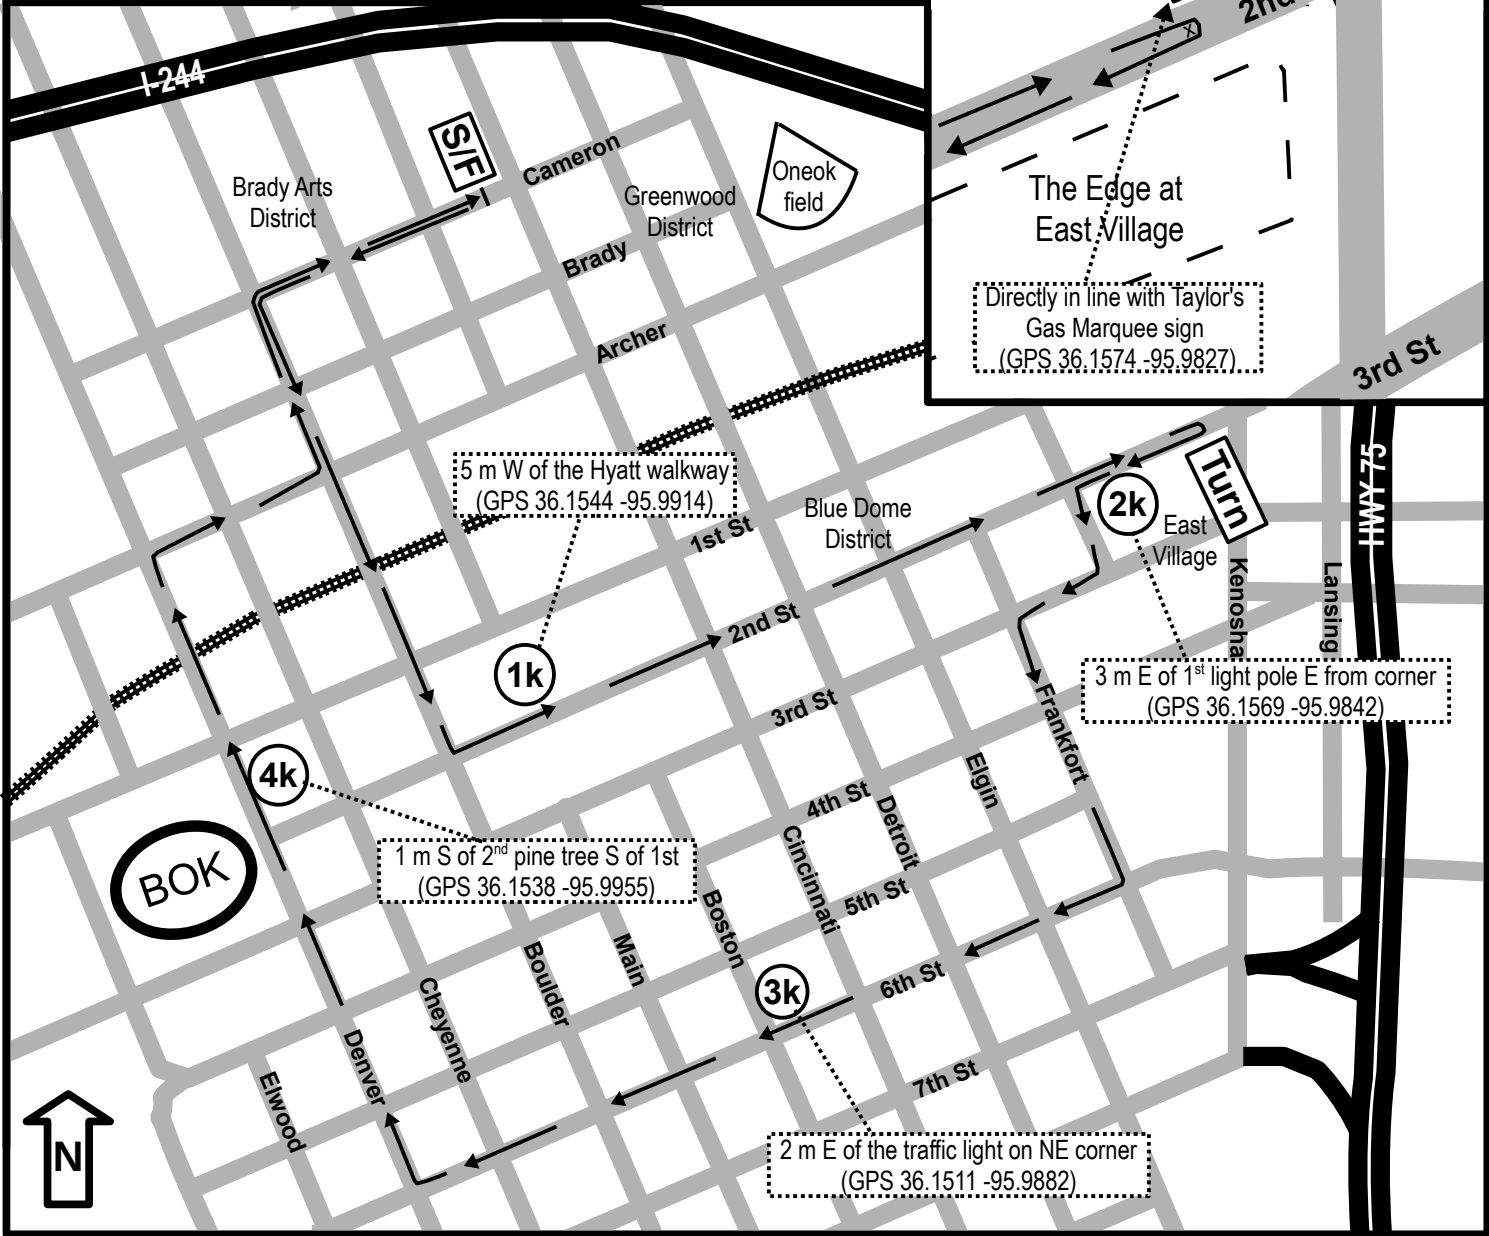 I-244
S/F
Cameron
Brady Arts
District
Greenwood
District
Oneok
field
Brady
Archer
2nd
X
The Edge at
East Village
Directly in line with Taylor's
Gas Marquee sign
(GPS 36.1574 -95.9827)
3rd St
5 m W of the Hyatt walkway
(GPS 36.1544 -95.9914)
1st St
Blue Dome
District
2k
Turn
East
Village
HWY 75
Kenosha
Lansing
2nd St
1k
3 m E of 1st light pole E from corner
(GPS 36.1569 -95.9842)
3rd St
Frankfort
Elgin
4k
4th St
Detroit
Cincinnati
BOK
1 m S of 2nd pine tree S of 1st
(GPS 36.1538 -95.9955)
5th St
Boston
Main
Boulder
Cheyenne
3k
6th St
Denver
Elwood
7th St
N
2 m E of the traffic light on NE corner
(GPS 36.1511 -95.9882)